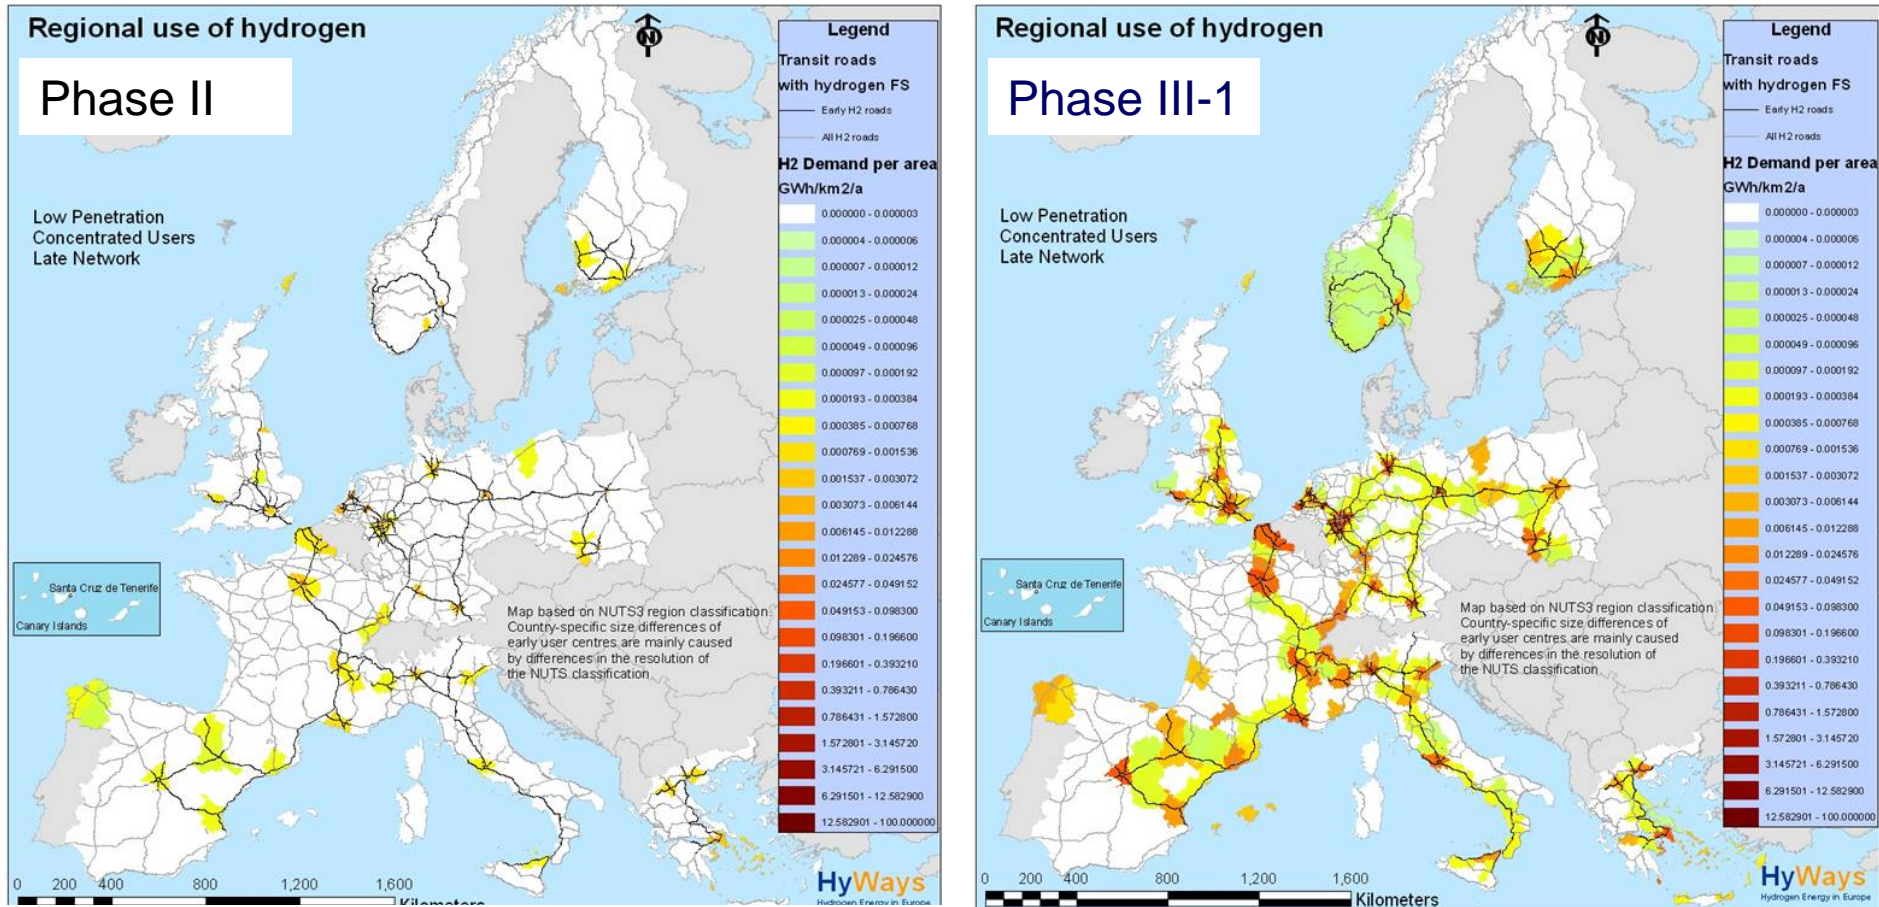 Regional use of hydrogen
Phase II
Low Penetration
Concentrated Users
Late Network
N
Santa Cruz de Tenerife
Canary Islands
Map based on NUTS3 region classification.
Country-specific size differences of
early user centres are mainly caused
by differences in the resolution of
the NUTS classification
0 200 400 800 1,200 1,600
Kilometers
HyWays
Hydrogen Energy in Europe
Legend
Transit roads
with hydrogen FS
Early H2 roads
All H2 roads
H2 Demand per area
GWh/km2/a
0.000000 - 0.000003
0.000004 - 0.000006
0.000007 - 0.000012
0.000013 - 0.000024
0.000025 - 0.000048
0.000049 - 0.000096
0.000097 - 0.000192
0.000193 - 0.000384
0.000385 - 0.000768
0.000769 - 0.001536
0.001537 - 0.003072
0.003073 - 0.006144
0.006145 - 0.012288
0.012289 - 0.024576
0.024577 - 0.049152
0.049153 - 0.098300
0.098301 - 0.196600
0.196601 - 0.393210
0.393211 - 0.786430
0.786431 - 1.572800
1.572801 - 3.145720
3.145721 - 6.291500
6.291501 - 12.582900
12.582901 - 100.000000
Regional use of hydrogen
Phase III-1
Low Penetration
Concentrated Users
Late Network
N
Santa Cruz de Tenerife
Canary Islands
Map based on NUTS3 region classification.
Country-specific size differences of
early user centres are mainly caused
by differences in the resolution of
the NUTS classification
0 200 400 800 1,200 1,600
Kilometers
HyWays
Hydrogen Energy in Europe
Legend
Transit roads
with hydrogen FS
Early H2 roads
All H2 roads
H2 Demand per area
GWh/km2/a
0.000000 - 0.000003
0.000004 - 0.000006
0.000007 - 0.000012
0.000013 - 0.000024
0.000025 - 0.000048
0.000049 - 0.000096
0.000097 - 0.000192
0.000193 - 0.000384
0.000385 - 0.000768
0.000769 - 0.001536
0.001537 - 0.003072
0.003073 - 0.006144
0.006145 - 0.012288
0.012289 - 0.024576
0.024577 - 0.049152
0.049153 - 0.098300
0.098301 - 0.196600
0.196601 - 0.393210
0.393211 - 0.786430
0.786431 - 1.572800
1.572801 - 3.145720
3.145721 - 6.291500
6.291501 - 12.582900
12.582901 - 100.000000